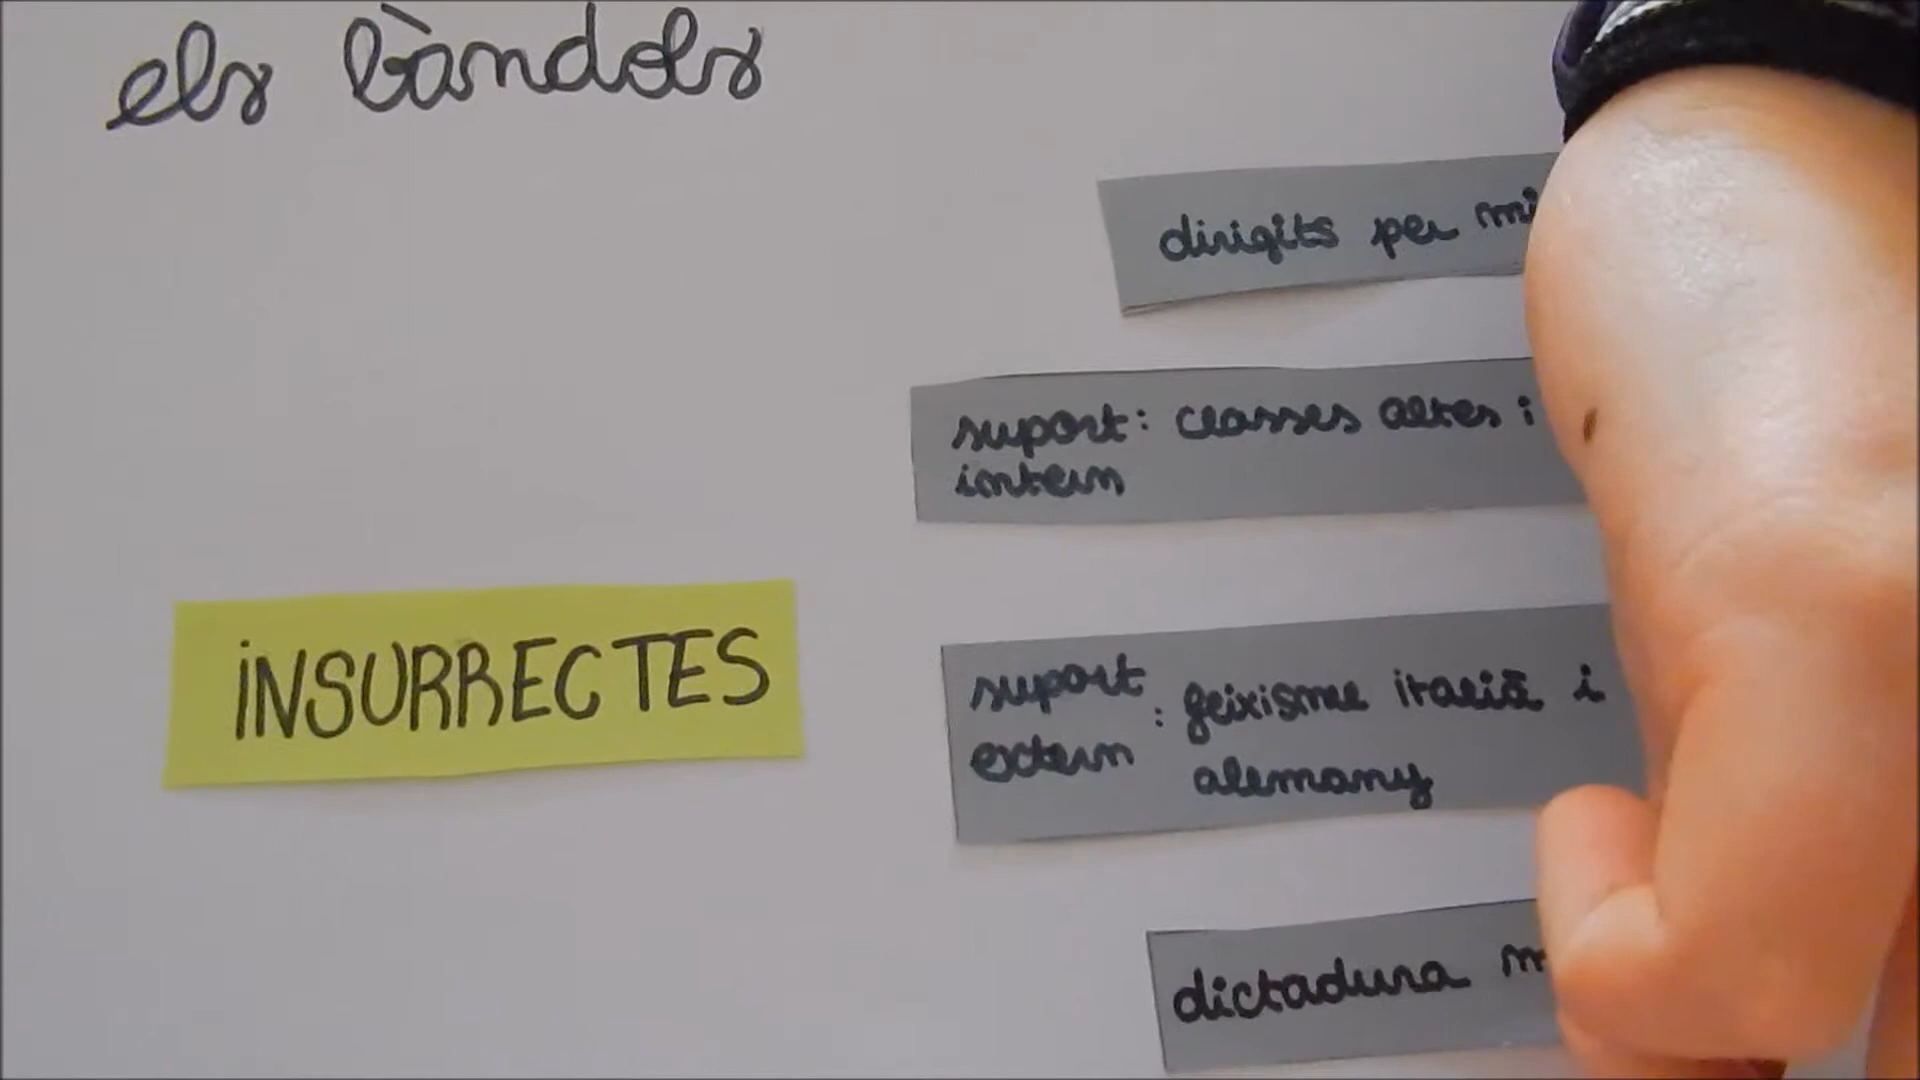 els bàndols
dirigits per
suport: classes altes i
intern
INSURRECTES
suport
: feixisme italià i
extern
alemany
dictadura